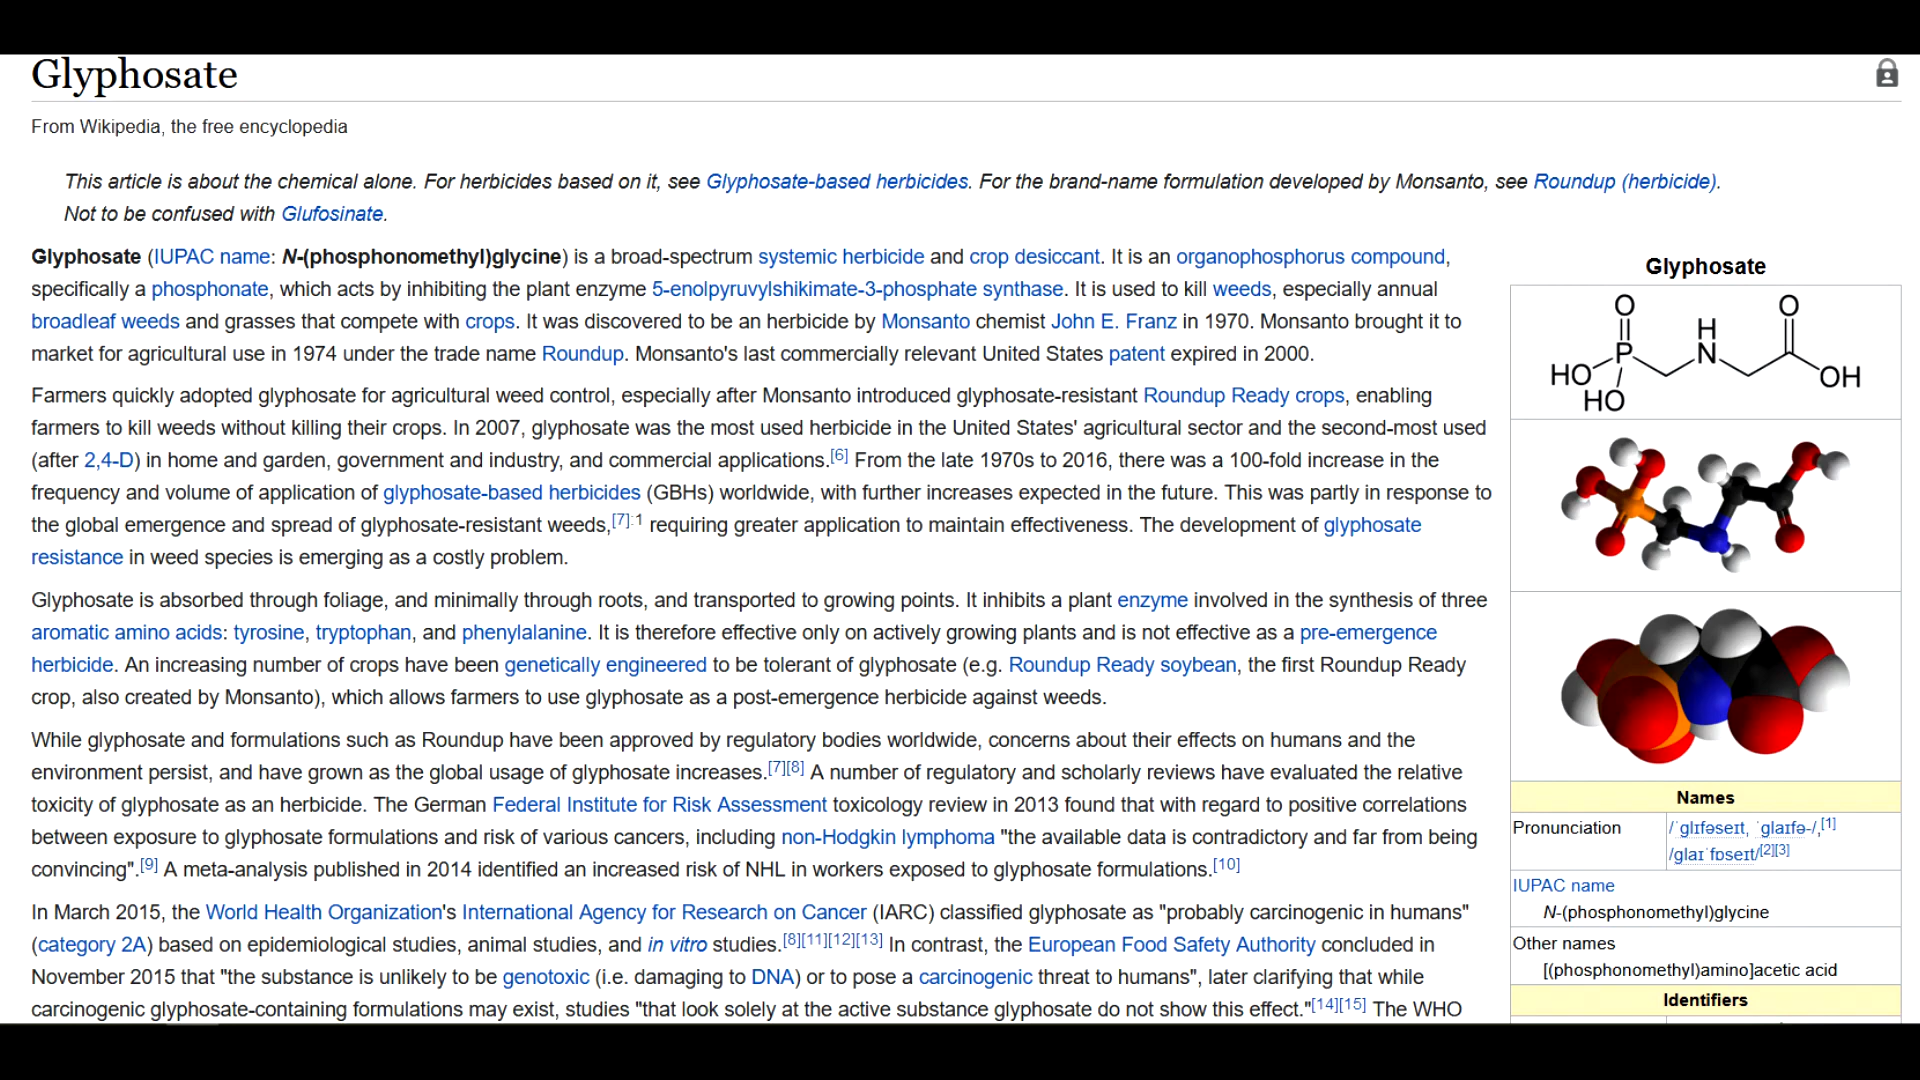 Glyphosate
From Wikipedia, the free encyclopedia
This article is about the chemical alone. For herbicides based on it, see Glyphosate-based herbicides. For the brand-name formulation developed by Monsanto, see Roundup (herbicide).
Not to be confused with Glufosinate.
Glyphosate (IUPAC name: N-(phosphonomethyl)glycine) is a broad-spectrum systemic herbicide and crop desiccant. It is an organophosphorus compound,
specifically a phosphonate, which acts by inhibiting the plant enzyme 5-enolpyruvylshikimate-3-phosphate synthase. It is used to kill weeds, especially annual
broadleaf weeds and grasses that compete with crops. It was discovered to be an herbicide by Monsanto chemist John E. Franz in 1970. Monsanto brought it to
market for agricultural use in 1974 under the trade name Roundup. Monsanto's last commercially relevant United States patent expired in 2000.
Farmers quickly adopted glyphosate for agricultural weed control, especially after Monsanto introduced glyphosate-resistant Roundup Ready crops, enabling
farmers to kill weeds without killing their crops. In 2007, glyphosate was the most used herbicide in the United States' agricultural sector and the second-most used
(after 2,4-D) in home and garden, government and industry, and commercial applications.[6] From the late 1970s to 2016, there was a 100-fold increase in the
frequency and volume of application of glyphosate-based herbicides (GBHs) worldwide, with further increases expected in the future. This was partly in response to
the global emergence and spread of glyphosate-resistant weeds,[7]:1 requiring greater application to maintain effectiveness. The development of glyphosate
resistance in weed species is emerging as a costly problem.
Glyphosate is absorbed through foliage, and minimally through roots, and transported to growing points. It inhibits a plant enzyme involved in the synthesis of three
aromatic amino acids: tyrosine, tryptophan, and phenylalanine. It is therefore effective only on actively growing plants and is not effective as a pre-emergence
herbicide. An increasing number of crops have been genetically engineered to be tolerant of glyphosate (e.g. Roundup Ready soybean, the first Roundup Ready
crop, also created by Monsanto), which allows farmers to use glyphosate as a post-emergence herbicide against weeds.
While glyphosate and formulations such as Roundup have been approved by regulatory bodies worldwide, concerns about their effects on humans and the
environment persist, and have grown as the global usage of glyphosate increases.[7][8] A number of regulatory and scholarly reviews have evaluated the relative
toxicity of glyphosate as an herbicide. The German Federal Institute for Risk Assessment toxicology review in 2013 found that with regard to positive correlations
between exposure to glyphosate formulations and risk of various cancers, including non-Hodgkin lymphoma "the available data is contradictory and far from being
convincing".[9] A meta-analysis published in 2014 identified an increased risk of NHL in workers exposed to glyphosate formulations.[10]
In March 2015, the World Health Organization's International Agency for Research on Cancer (IARC) classified glyphosate as "probably carcinogenic in humans"
(category 2A) based on epidemiological studies, animal studies, and in vitro studies.[8][11][12][13] In contrast, the European Food Safety Authority concluded in
November 2015 that "the substance is unlikely to be genotoxic (i.e. damaging to DNA) or to pose a carcinogenic threat to humans", later clarifying that while
carcinogenic glyphosate-containing formulations may exist, studies "that look solely at the active substance glyphosate do not show this effect."[14][15] The WHO
Glyphosate
O O
H
P N
HO OH
HO
Names
Pronunciation /ˈɡlɪfəseɪt, ˈɡlaɪfə-/,[1]
/ɡlaɪˈfɒseɪt/[2][3]
IUPAC name
N-(phosphonomethyl)glycine
Other names
[(phosphonomethyl)amino]acetic acid
Identifiers